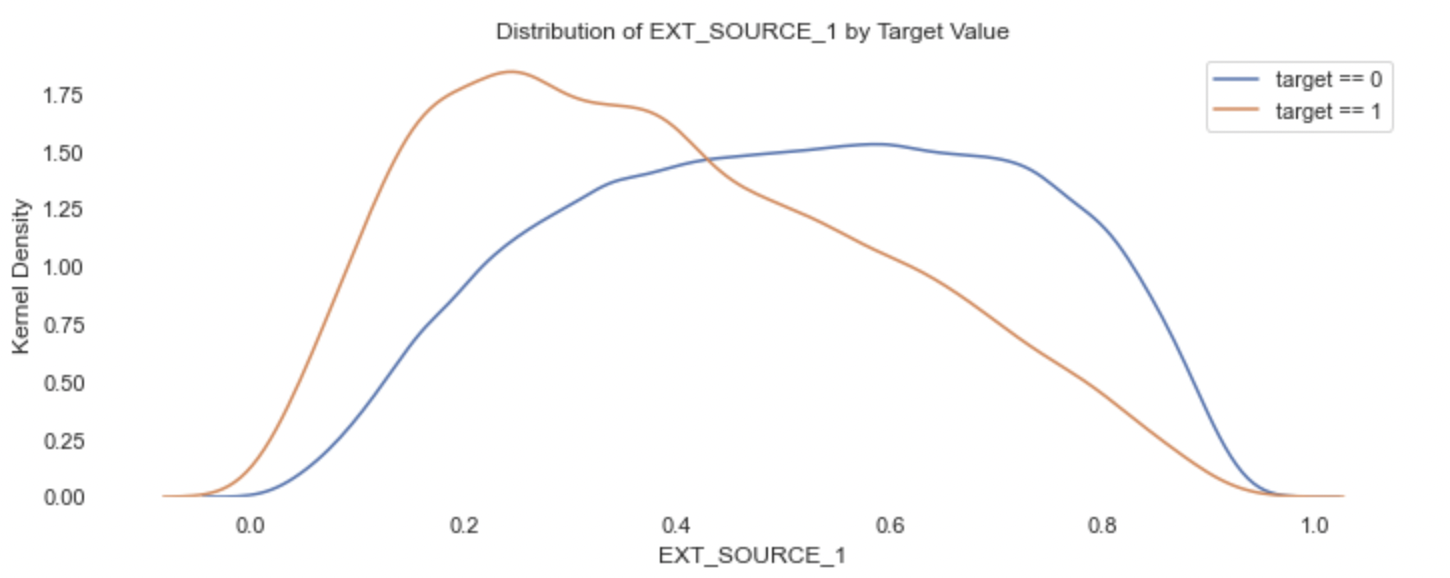 Distribution of EXT_SOURCE_1 by Target Value
target == 0
target == 1
Kernel Density
1.75
1.50
1.25
1.00
0.75
0.50
0.25
0.00
0.0 0.2 0.4 0.6 0.8 1.0
EXT_SOURCE_1